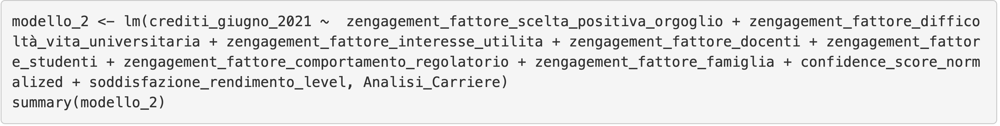 modello_2 <- lm(crediti_giugno_2021 ~  zengagement_fattore_scelta_positiva_orgoglio + zengagement_fattore_diffico
ltà_vita_universitaria + zengagement_fattore_interesse_utilita + zengagement_fattore_docenti + zengagement_fattor
e_studenti + zengagement_fattore_comportamento_regolatorio + zengagement_fattore_famiglia + confidence_score_norm
alized + soddisfazione_rendimento_level, Analisi_Carriere)
summary(modello_2)